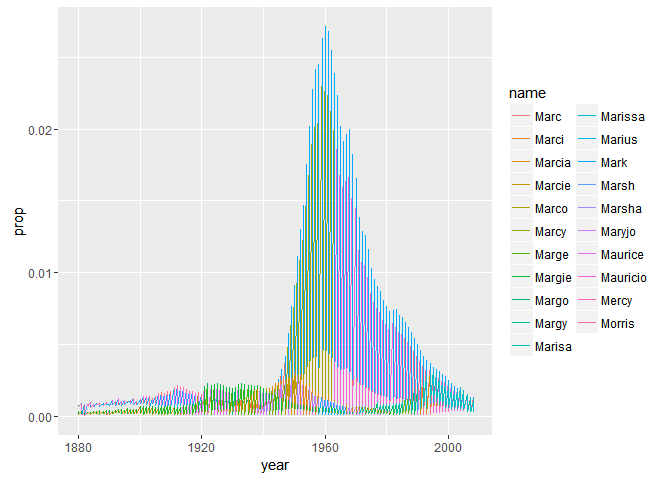 0.02
0.01
0.00
prop
1880
1920
1960
2000
year
name
Marc
Marci
Marcia
Marcie
Marco
Marcy
Marge
Margie
Margo
Margy
Marisa
Marissa
Marius
Mark
Marsh
Marsha
Maryjo
Maurice
Mauricio
Mercy
Morris